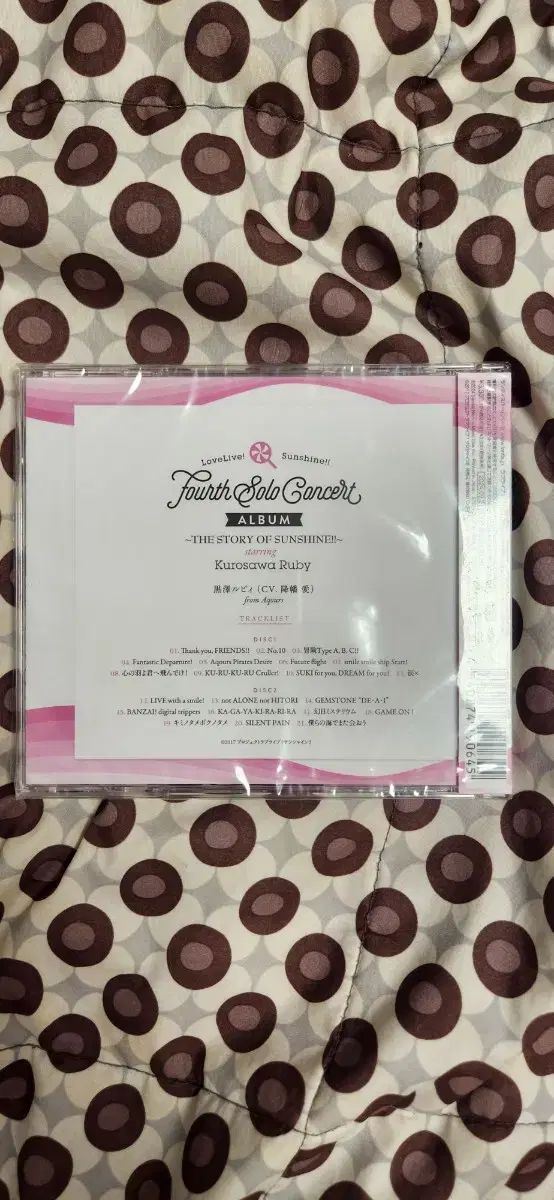 LoveLive! Sunshine!!
Fourth Solo Concert
ALBUM
~THE STORY OF SUNSHINE!!~
starring
Kurosawa Ruby
黒澤ルビィ (CV. 降幡 愛)
from Aqours
TRACKLIST
DISC1
01. Thank you, FRIENDS!! 02. No.10 03. 冒険Type A, B, C!!
04. Fantastic Departure! 05. Aqours Pirates Desire 06. Future flight 07. smile smile ship Start!
08. 心の羽よ君へ飛んでけ! 09. KU-RU-KU-RU Cruller! 10. SUKI for you, DREAM for you! 11.
DISC2
12. LIVE with a smile! 13. not ALONE not HITORI 14. GEMSTONE "DE-A-I"
15. BANZAI! digital trippers 16. KA-GA-YA-KI-RA-RI-RA 17. 幻日ミステリウム 18. GAME ON!
19. キミノタメボクノタメ 20. SILENT PAIN 21. 僕らの海でまた会おう
©2017 プロジェクトラブライブ!サンシャイン!!